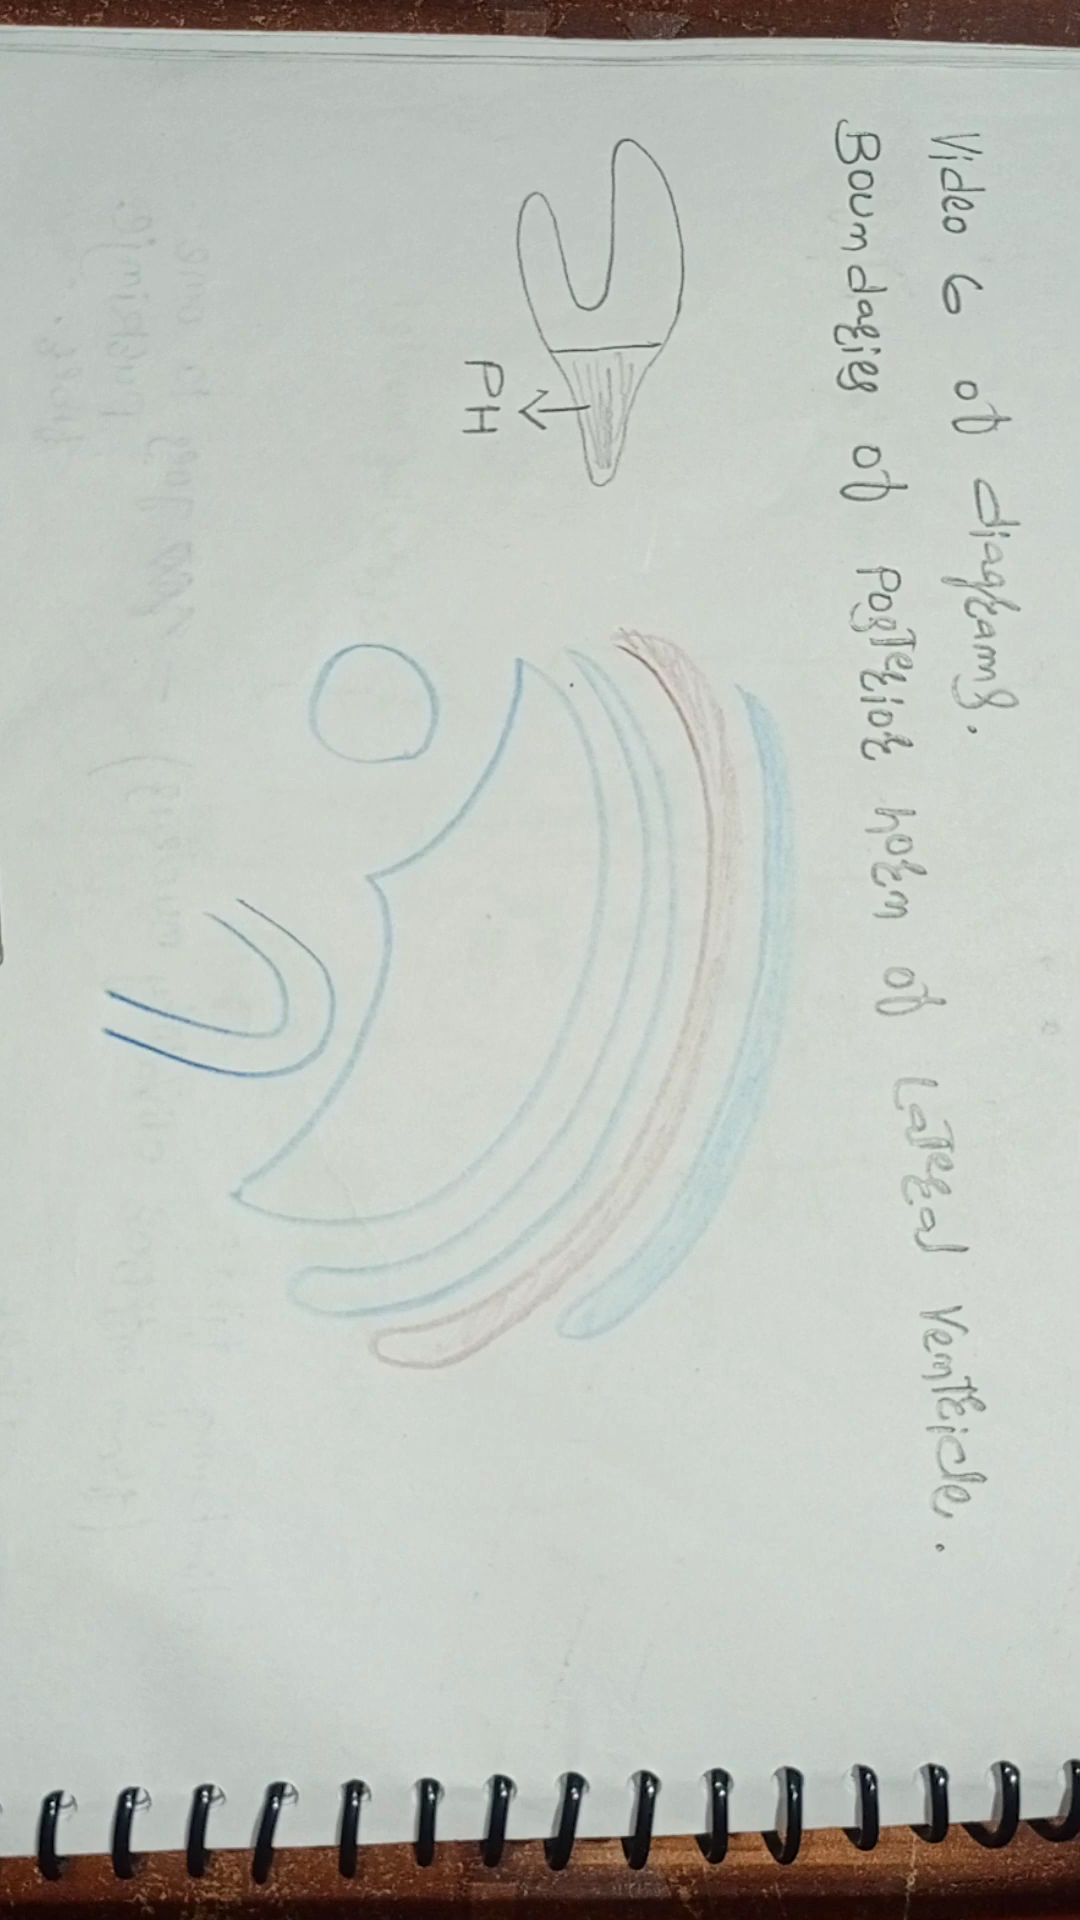 Video 6 of diagrams.
Boundaries of Posterior horn of Lateral Ventricle.
PH